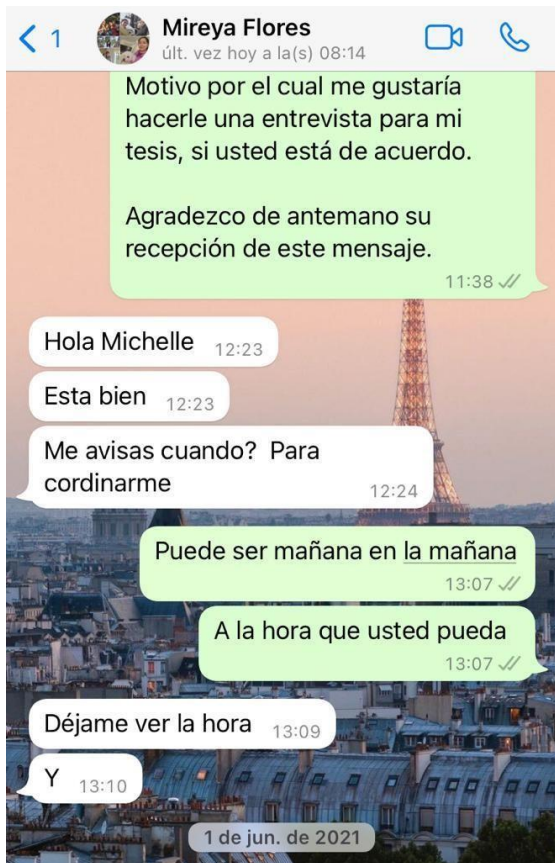 1
Mireya Flores
últ. vez hoy a la(s) 08:14
Motivo por el cual me gustaría
hacerle una entrevista para mi
tesis, si usted está de acuerdo.
Agradezco de antemano su
recepción de este mensaje.
11:38
Hola Michelle 12:23
Esta bien 12:23
Me avisas cuando? Para
cordinarme 12:24
Puede ser mañana en la mañana
13:07
A la hora que usted pueda
13:07
Déjame ver la hora 13:09
Y 13:10
1 de jun. de 2021